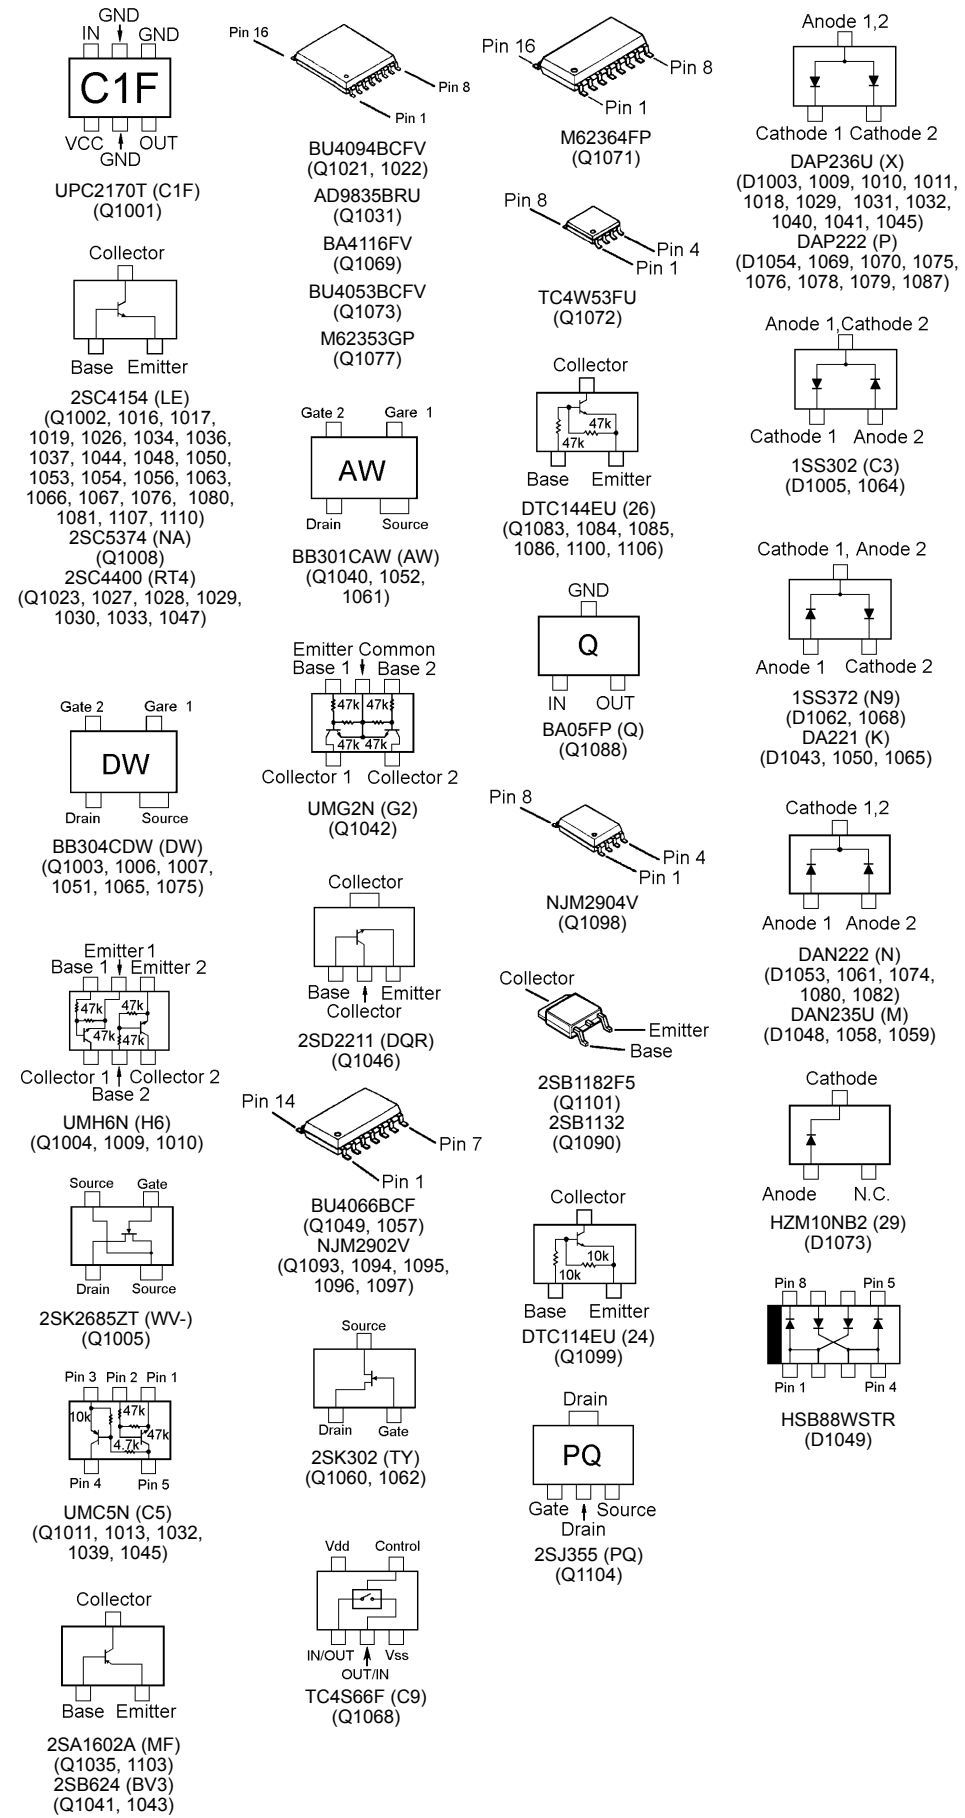 GND
IN GND
C1F
VCC OUT
GND
UPC2170T (C1F)
(Q1001)
Collector
Base Emitter
2SC4154 (LE)
(Q1002, 1016, 1017,
1019, 1026, 1034, 1036,
1037, 1044, 1048, 1050,
1053, 1054, 1056, 1063,
1066, 1067, 1076, 1080,
1081, 1107, 1110)
2SC5374 (NA)
(Q1008)
2SC4400 (RT4)
(Q1023, 1027, 1028, 1029,
1030, 1033, 1047)
Gate 2 Gare 1
DW
Drain Source
BB304CDW (DW)
(Q1003, 1006, 1007,
1051, 1065, 1075)
Emitter 1
Base 1 Emitter 2
47k 47k
47k 47k
Collector 1 Collector 2
Base 2
UMH6N (H6)
(Q1004, 1009, 1010)
Source Gate
Drain Source
2SK2685ZT (WV-)
(Q1005)
Pin 3 Pin 2 Pin 1
10k 47k
4.7k 47k
Pin 4 Pin 5
UMC5N (C5)
(Q1011, 1013, 1032,
1039, 1045)
Collector
Base Emitter
2SA1602A (MF)
(Q1035, 1103)
2SB624 (BV3)
(Q1041, 1043)
Pin 16
Pin 8
Pin 1
BU4094BCFV
(Q1021, 1022)
AD9835BRU
(Q1031)
BA4116FV
(Q1069)
BU4053BCFV
(Q1073)
M62353GP
(Q1077)
Gate 2 Gare 1
AW
Drain Source
BB301CAW (AW)
(Q1040, 1052,
1061)
Emitter Common
Base 1 Base 2
47k 47k
47k 47k
Collector 1 Collector 2
UMG2N (G2)
(Q1042)
Collector
Base Emitter
Collector
2SD2211 (DQR)
(Q1046)
Pin 14
Pin 7
Pin 1
BU4066BCF
(Q1049, 1057)
NJM2902V
(Q1093, 1094, 1095,
1096, 1097)
Source
Drain Gate
2SK302 (TY)
(Q1060, 1062)
Vdd Control
IN/OUT Vss
OUT/IN
TC4S66F (C9)
(Q1068)
Pin 16
Pin 8
Pin 1
M62364FP
(Q1071)
Pin 8
Pin 4
Pin 1
TC4W53FU
(Q1072)
Collector
47k
47k
Base Emitter
DTC144EU (26)
(Q1083, 1084, 1085,
1086, 1100, 1106)
GND
Q
IN OUT
BA05FP (Q)
(Q1088)
Pin 8
Pin 4
Pin 1
NJM2904V
(Q1098)
Collector
Emitter
Base
2SB1182F5
(Q1101)
2SB1132
(Q1090)
Collector
10k
10k
Base Emitter
DTC114EU (24)
(Q1099)
Drain
PQ
Gate Source
Drain
2SJ355 (PQ)
(Q1104)
Anode 1,2
Cathode 1 Cathode 2
DAP236U (X)
(D1003, 1009, 1010, 1011,
1018, 1029, 1031, 1032,
1040, 1041, 1045)
DAP222 (P)
(D1054, 1069, 1070, 1075,
1076, 1078, 1079, 1087)
Anode 1,Cathode 2
Cathode 1 Anode 2
1SS302 (C3)
(D1005, 1064)
Cathode 1, Anode 2
Anode 1 Cathode 2
1SS372 (N9)
(D1062, 1068)
DA221 (K)
(D1043, 1050, 1065)
Cathode 1,2
Anode 1 Anode 2
DAN222 (N)
(D1053, 1061, 1074,
1080, 1082)
DAN235U (M)
(D1048, 1058, 1059)
Cathode
Anode N.C.
HZM10NB2 (29)
(D1073)
Pin 8 Pin 5
Pin 1 Pin 4
HSB88WSTR
(D1049)